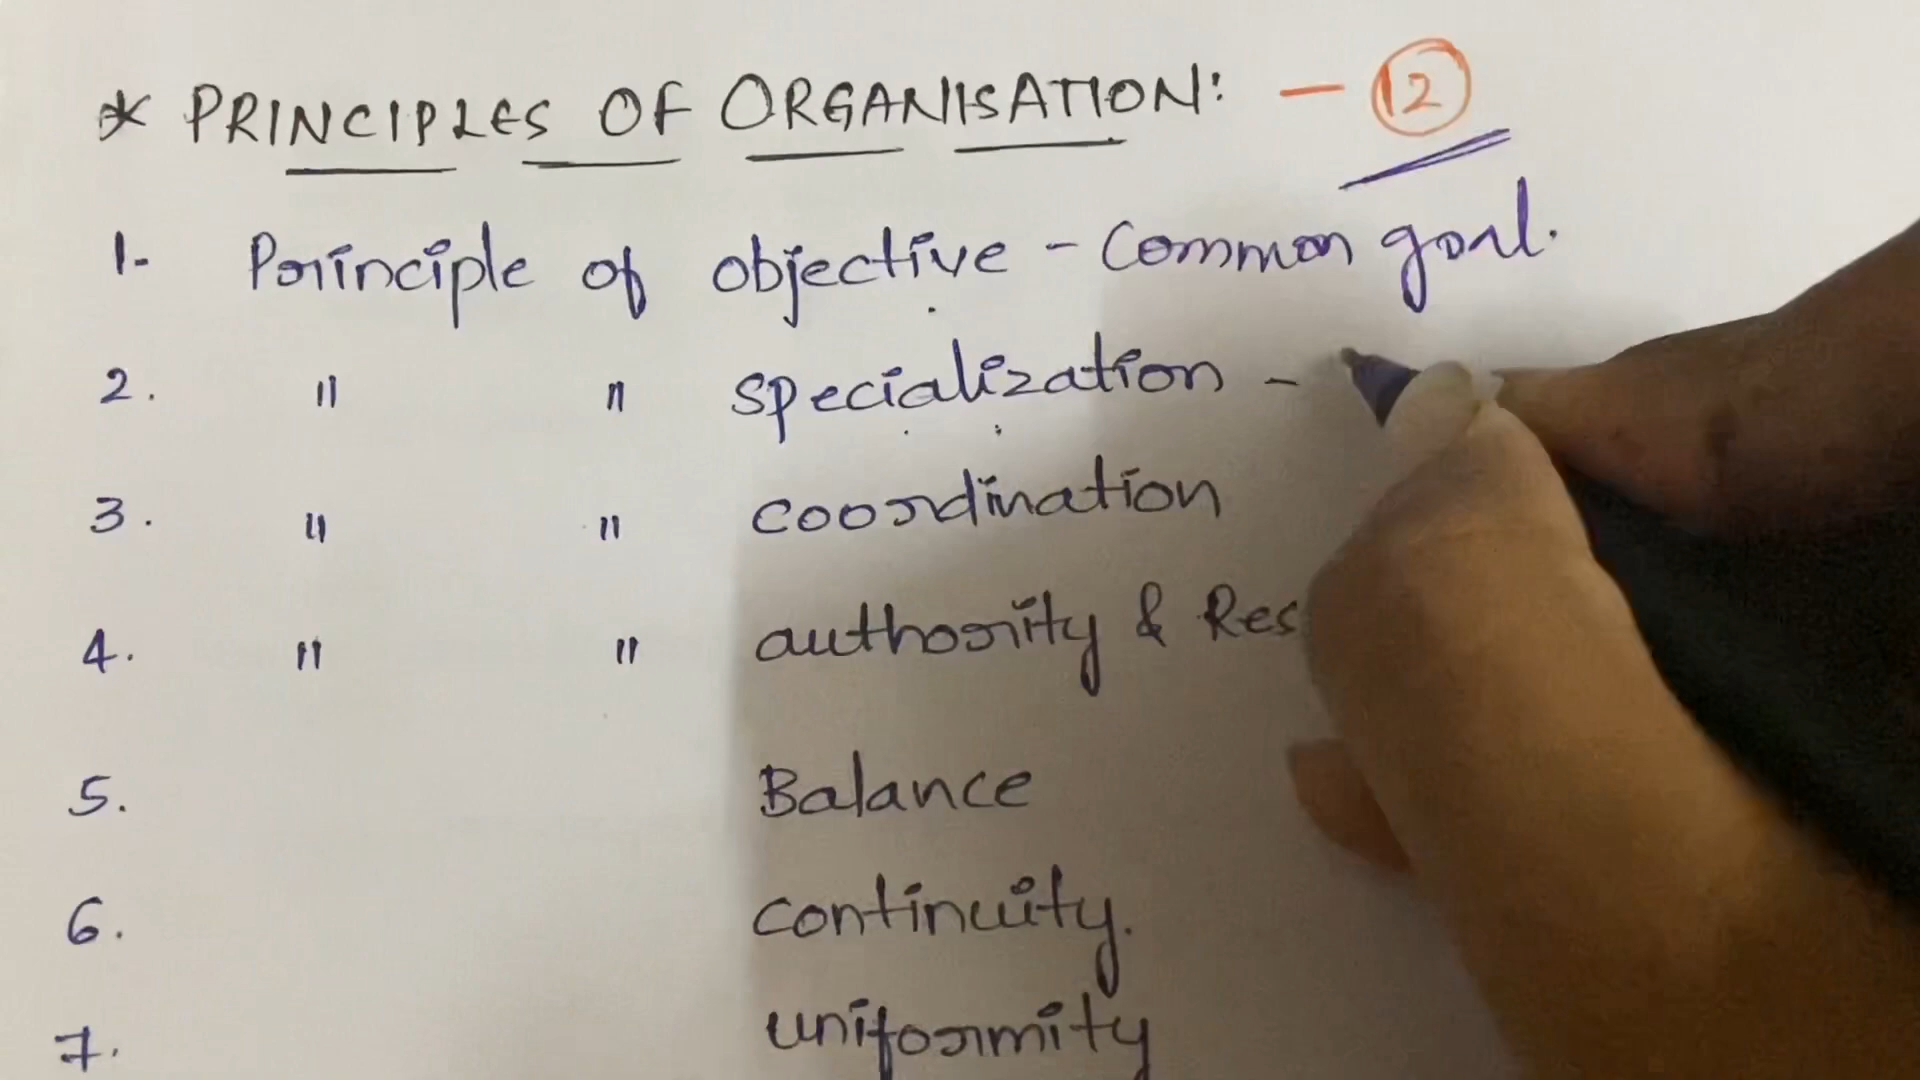 * PRINCIPLES OF ORGANISATION: - 12
1. Principle of objective - Common goal.
2. " " specialization -
3. " " coordination
4. " " authority & Res
5. Balance
6. continuity.
7. uniformity